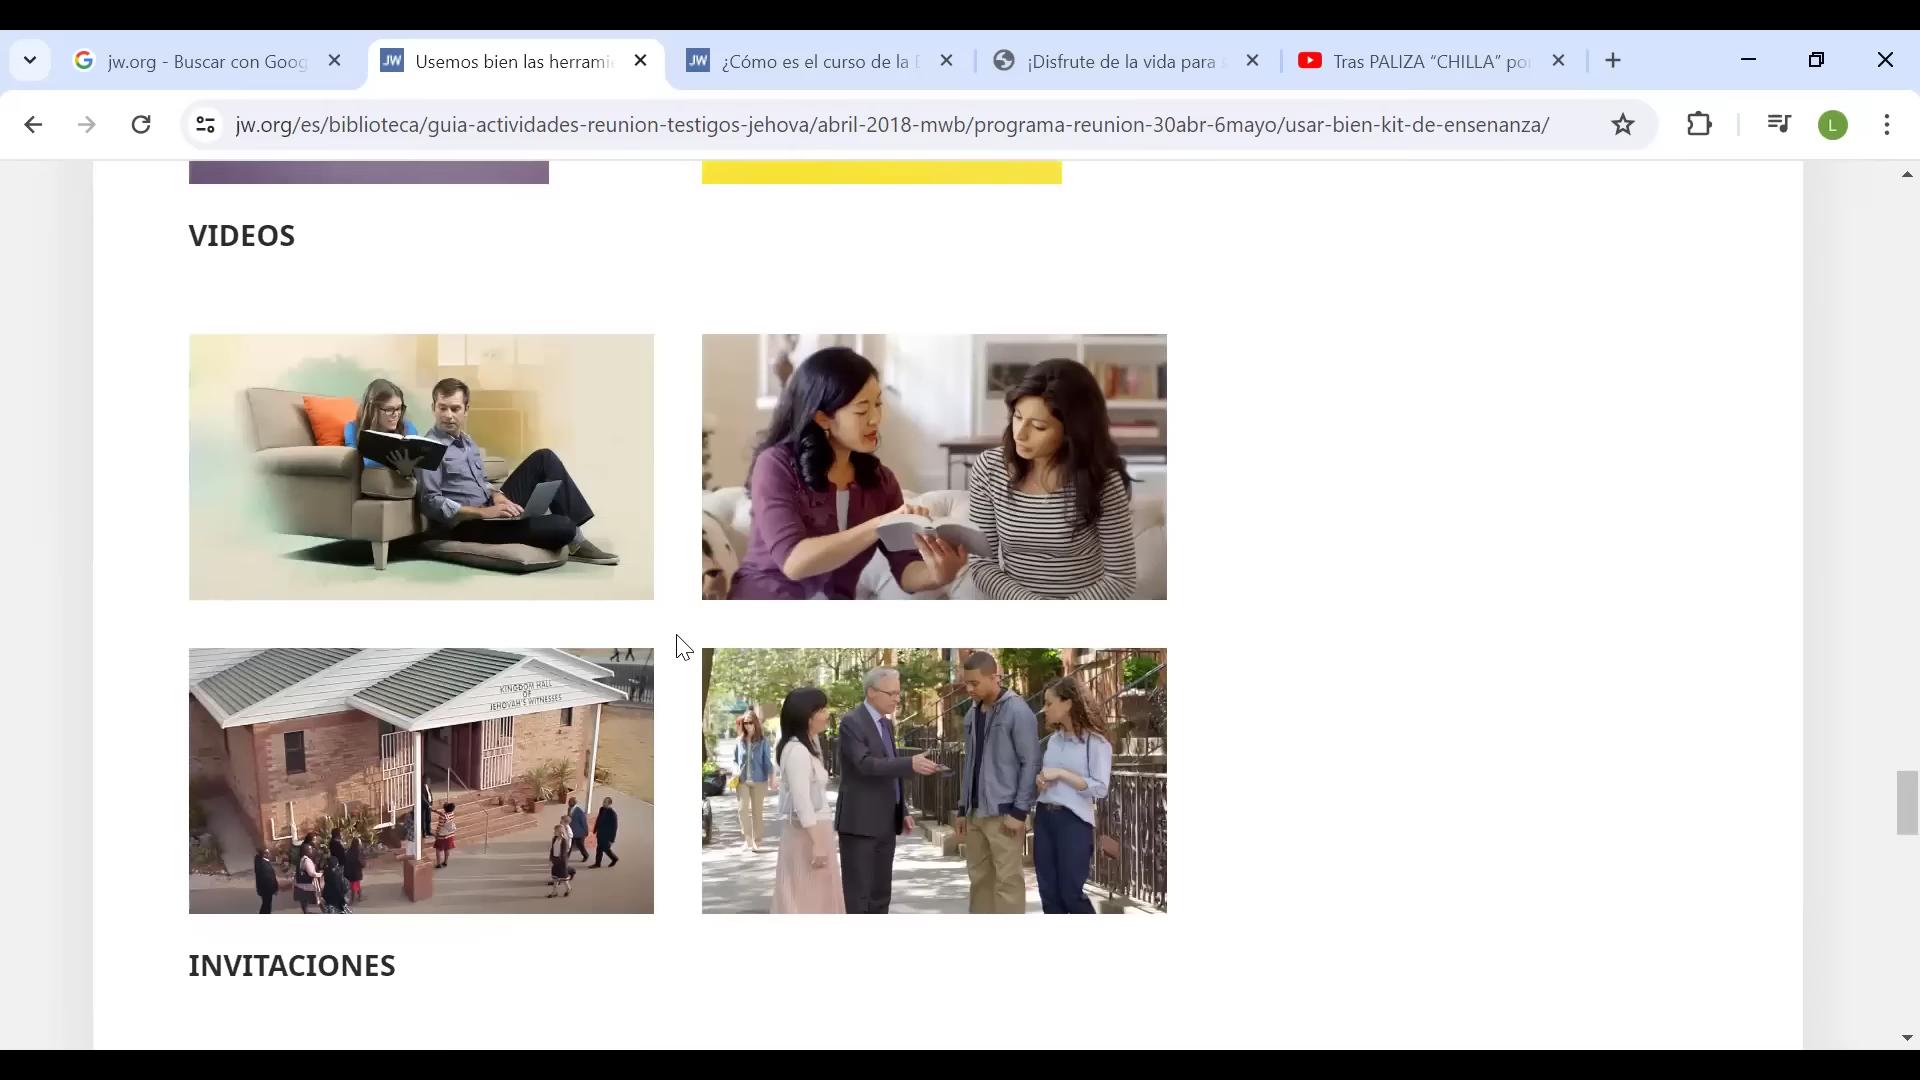 jw.org - Buscar con Goog
Usemos bien las herrami
¿Cómo es el curso de la
¡Disfrute de la vida para s
Tras PALIZA “CHILLA” po
jw.org/es/biblioteca/guia-actividades-reunion-testigos-jehova/abril-2018-mwb/programa-reunion-30abr-6mayo/usar-bien-kit-de-ensenanza/
L
VIDEOS
KINGDOM HALL
OF
JEHOVAH'S WITNESSES
INVITACIONES